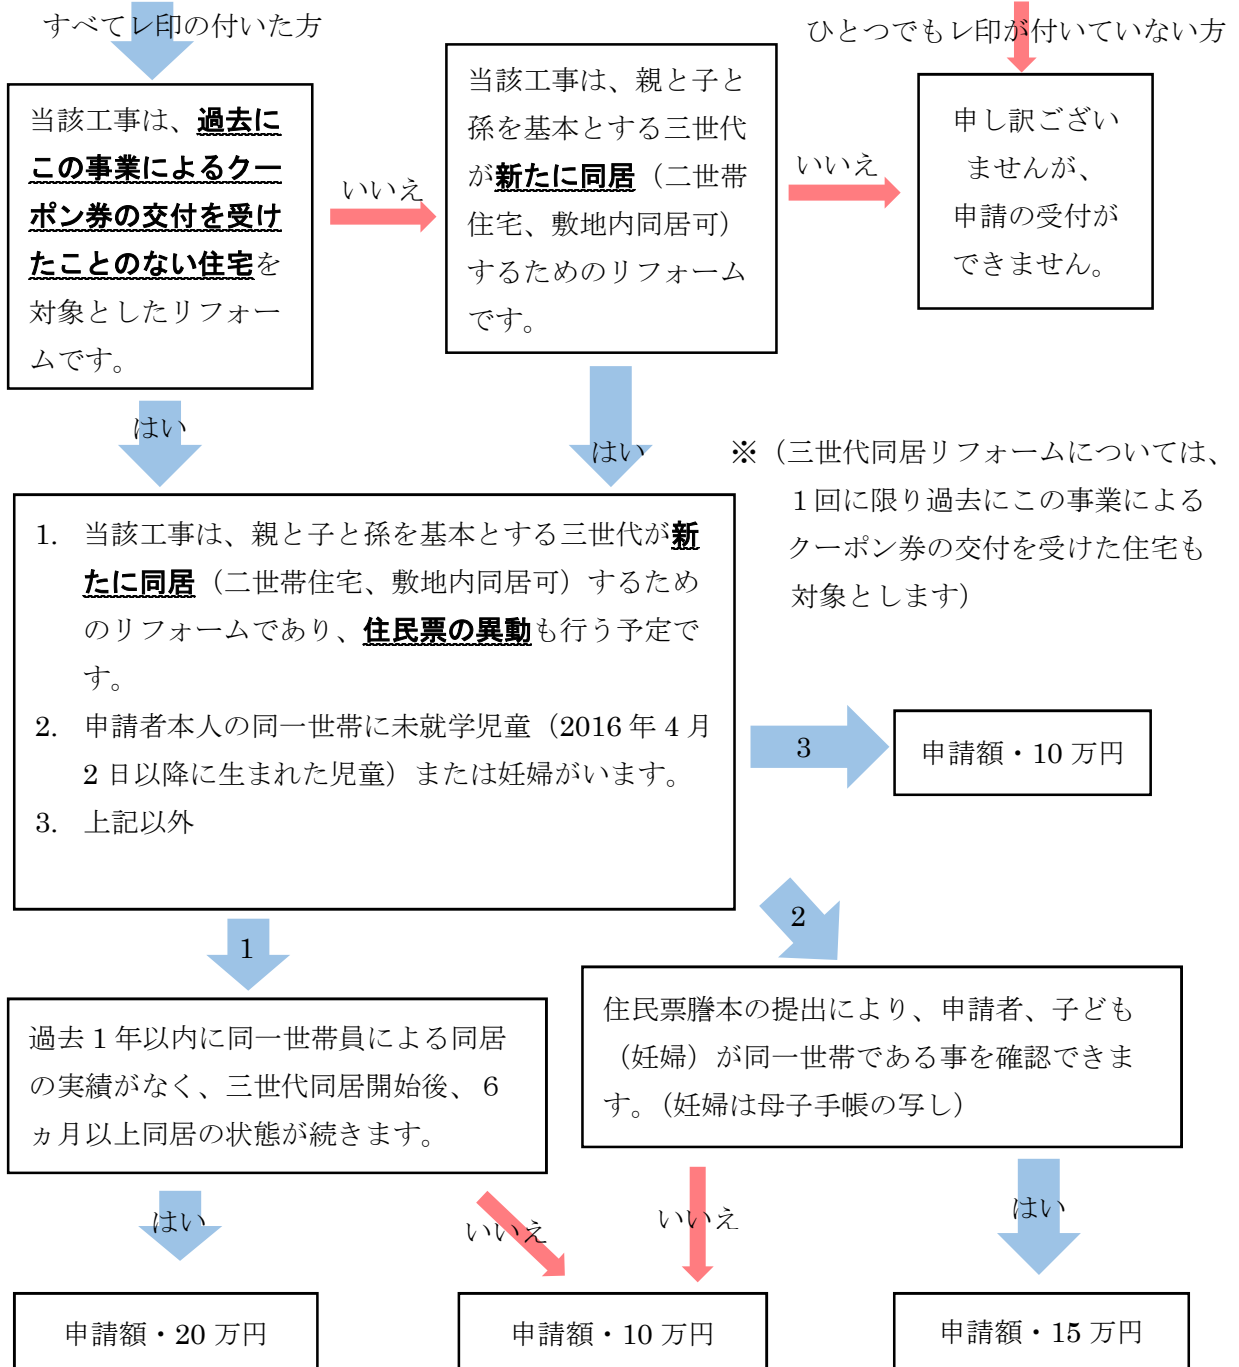 すべてレ印の付いた方
ひとつでもレ印が付いていない方
当該工事は、過去に
この事業によるクー
ポン券の交付を受け
たことのない住宅を
対象としたリフォー
ムです。
いいえ
当該工事は、親と子と
孫を基本とする三世代
が新たに同居（二世帯
住宅、敷地内同居可）
するためのリフォーム
です。
いいえ
申し訳ござい
ませんが、
申請の受付が
できません。
はい
はい
※（三世代同居リフォームについては、
１回に限り過去にこの事業による
クーポン券の交付を受けた住宅も
対象とします）
1. 当該工事は、親と子と孫を基本とする三世代が新
たに同居（二世帯住宅、敷地内同居可）するため
のリフォームであり、住民票の異動も行う予定で
す。
2. 申請者本人の同一世帯に未就学児童（2016 年 4 月
2 日以降に生まれた児童）または妊婦がいます。
3. 上記以外
3
申請額・10 万円
1
2
過去 1 年以内に同一世帯員による同居
の実績がなく、三世代同居開始後、６
ヵ月以上同居の状態が続きます。
住民票謄本の提出により、申請者、子ども
（妊婦）が同一世帯である事を確認できま
す。（妊婦は母子手帳の写し）
はい
いいえ
いいえ
はい
申請額・20 万円
申請額・10 万円
申請額・15 万円